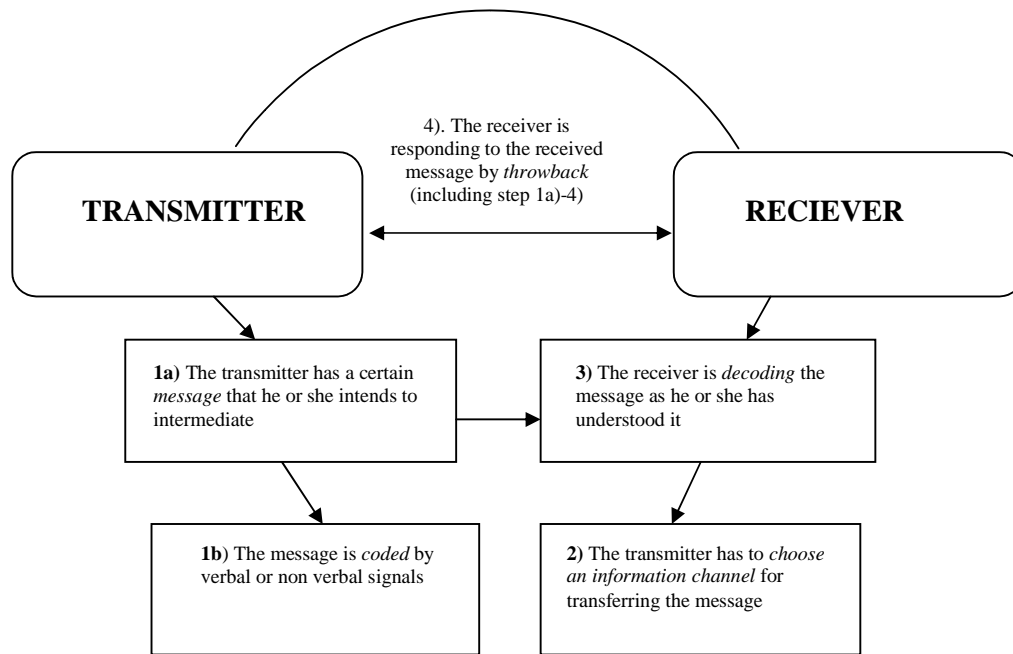 4). The receiver is
responding to the received
message by throwback
(including step 1a)-4)
TRANSMITTER
RECIEVER
1a) The transmitter has a certain
message that he or she intends to
intermediate
3) The receiver is decoding the
message as he or she has
understood it
1b) The message is coded by
verbal or non verbal signals
2) The transmitter has to choose
an information channel for
transferring the message